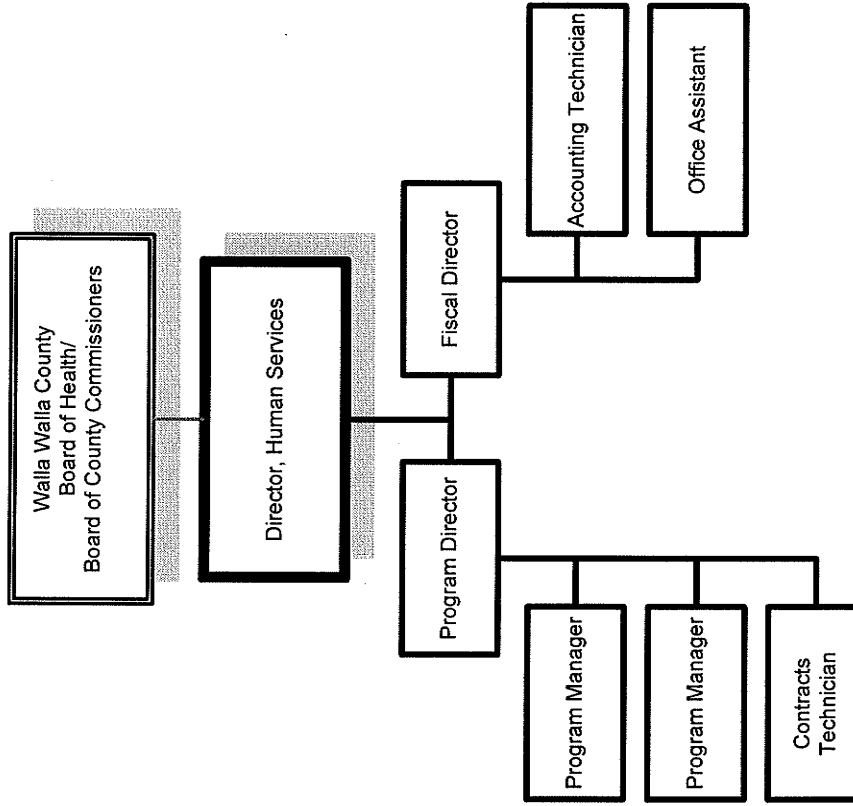 Walla Walla County
Board of Health/
Board of County Commissioners
Director, Human Services
Program Director
Fiscal Director
Program Manager
Program Manager
Contracts
Technician
Accounting Technician
Office Assistant